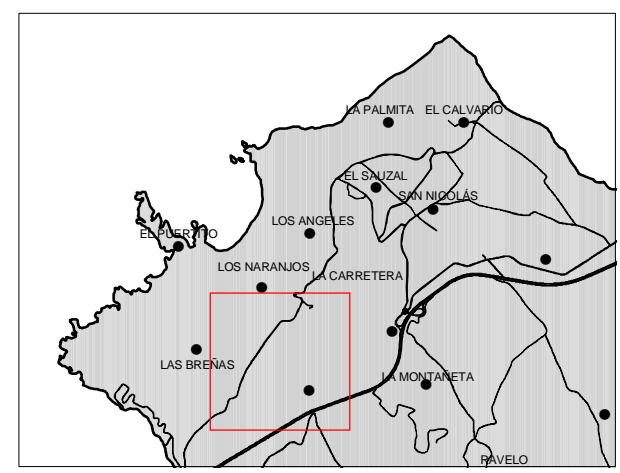 LA PALMITA
EL CALVARIO
EL SAUZAL
SAN NICOLÁS
LOS ANGELES
EL PUERTITO
LOS NARANJOS
LA CARRETERA
LAS BREÑAS
LA MONTAÑETA
RAVELO